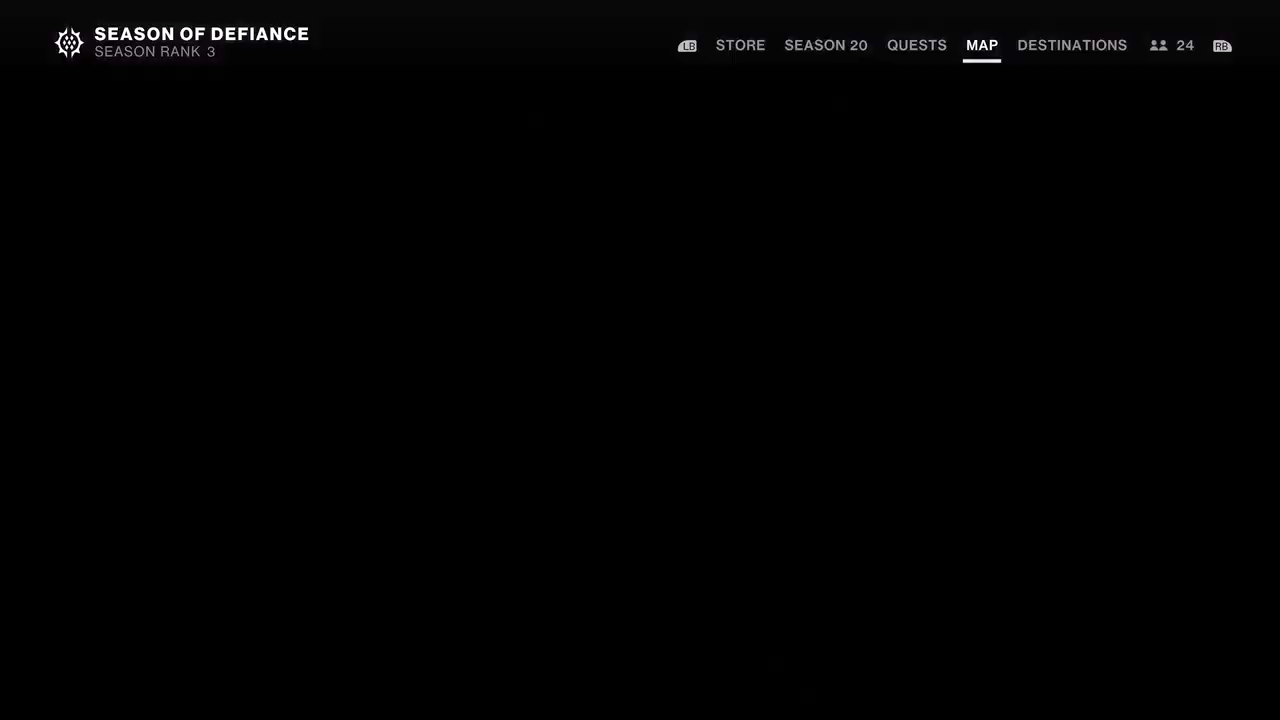 SEASON OF DEFIANCE
SEASON RANK 3
LB STORE SEASON 20 QUESTS MAP DESTINATIONS 24 RB